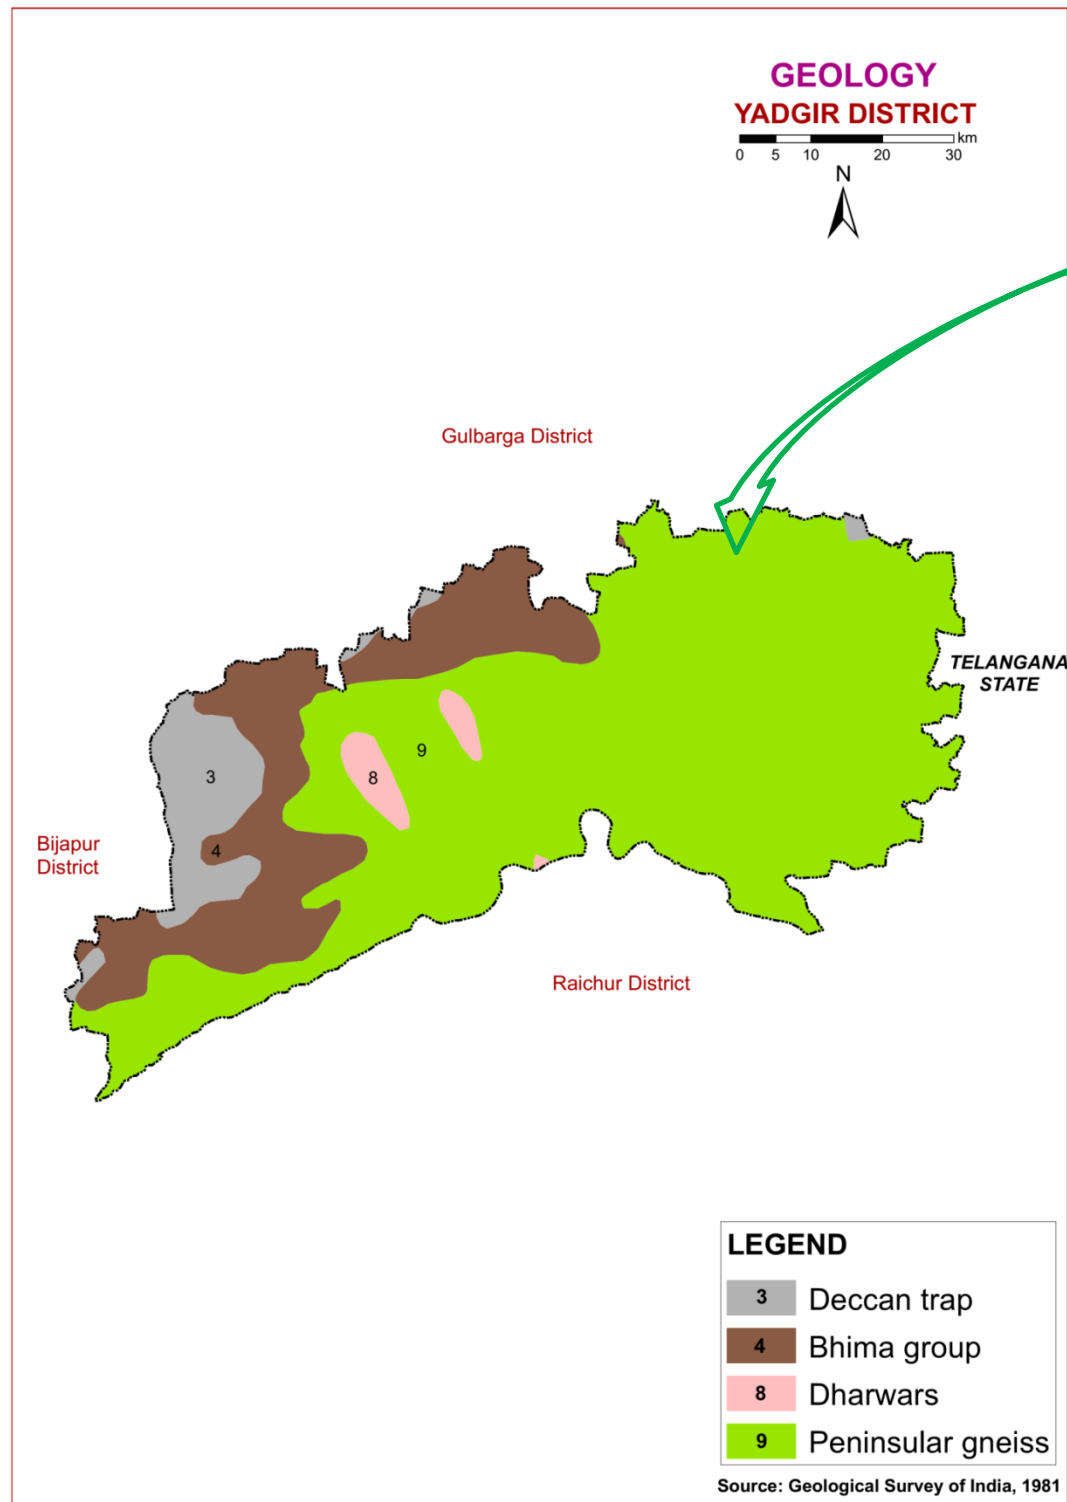 GEOLOGY
YADGIR DISTRICT
km
0 5 10 20 30
N
Gulbarga District
TELANGANA
STATE
9
3
8
4
Bijapur
District
Raichur District
LEGEND
3 Deccan trap
4 Bhima group
8 Dharwars
9 Peninsular gneiss
Source: Geological Survey of India, 1981